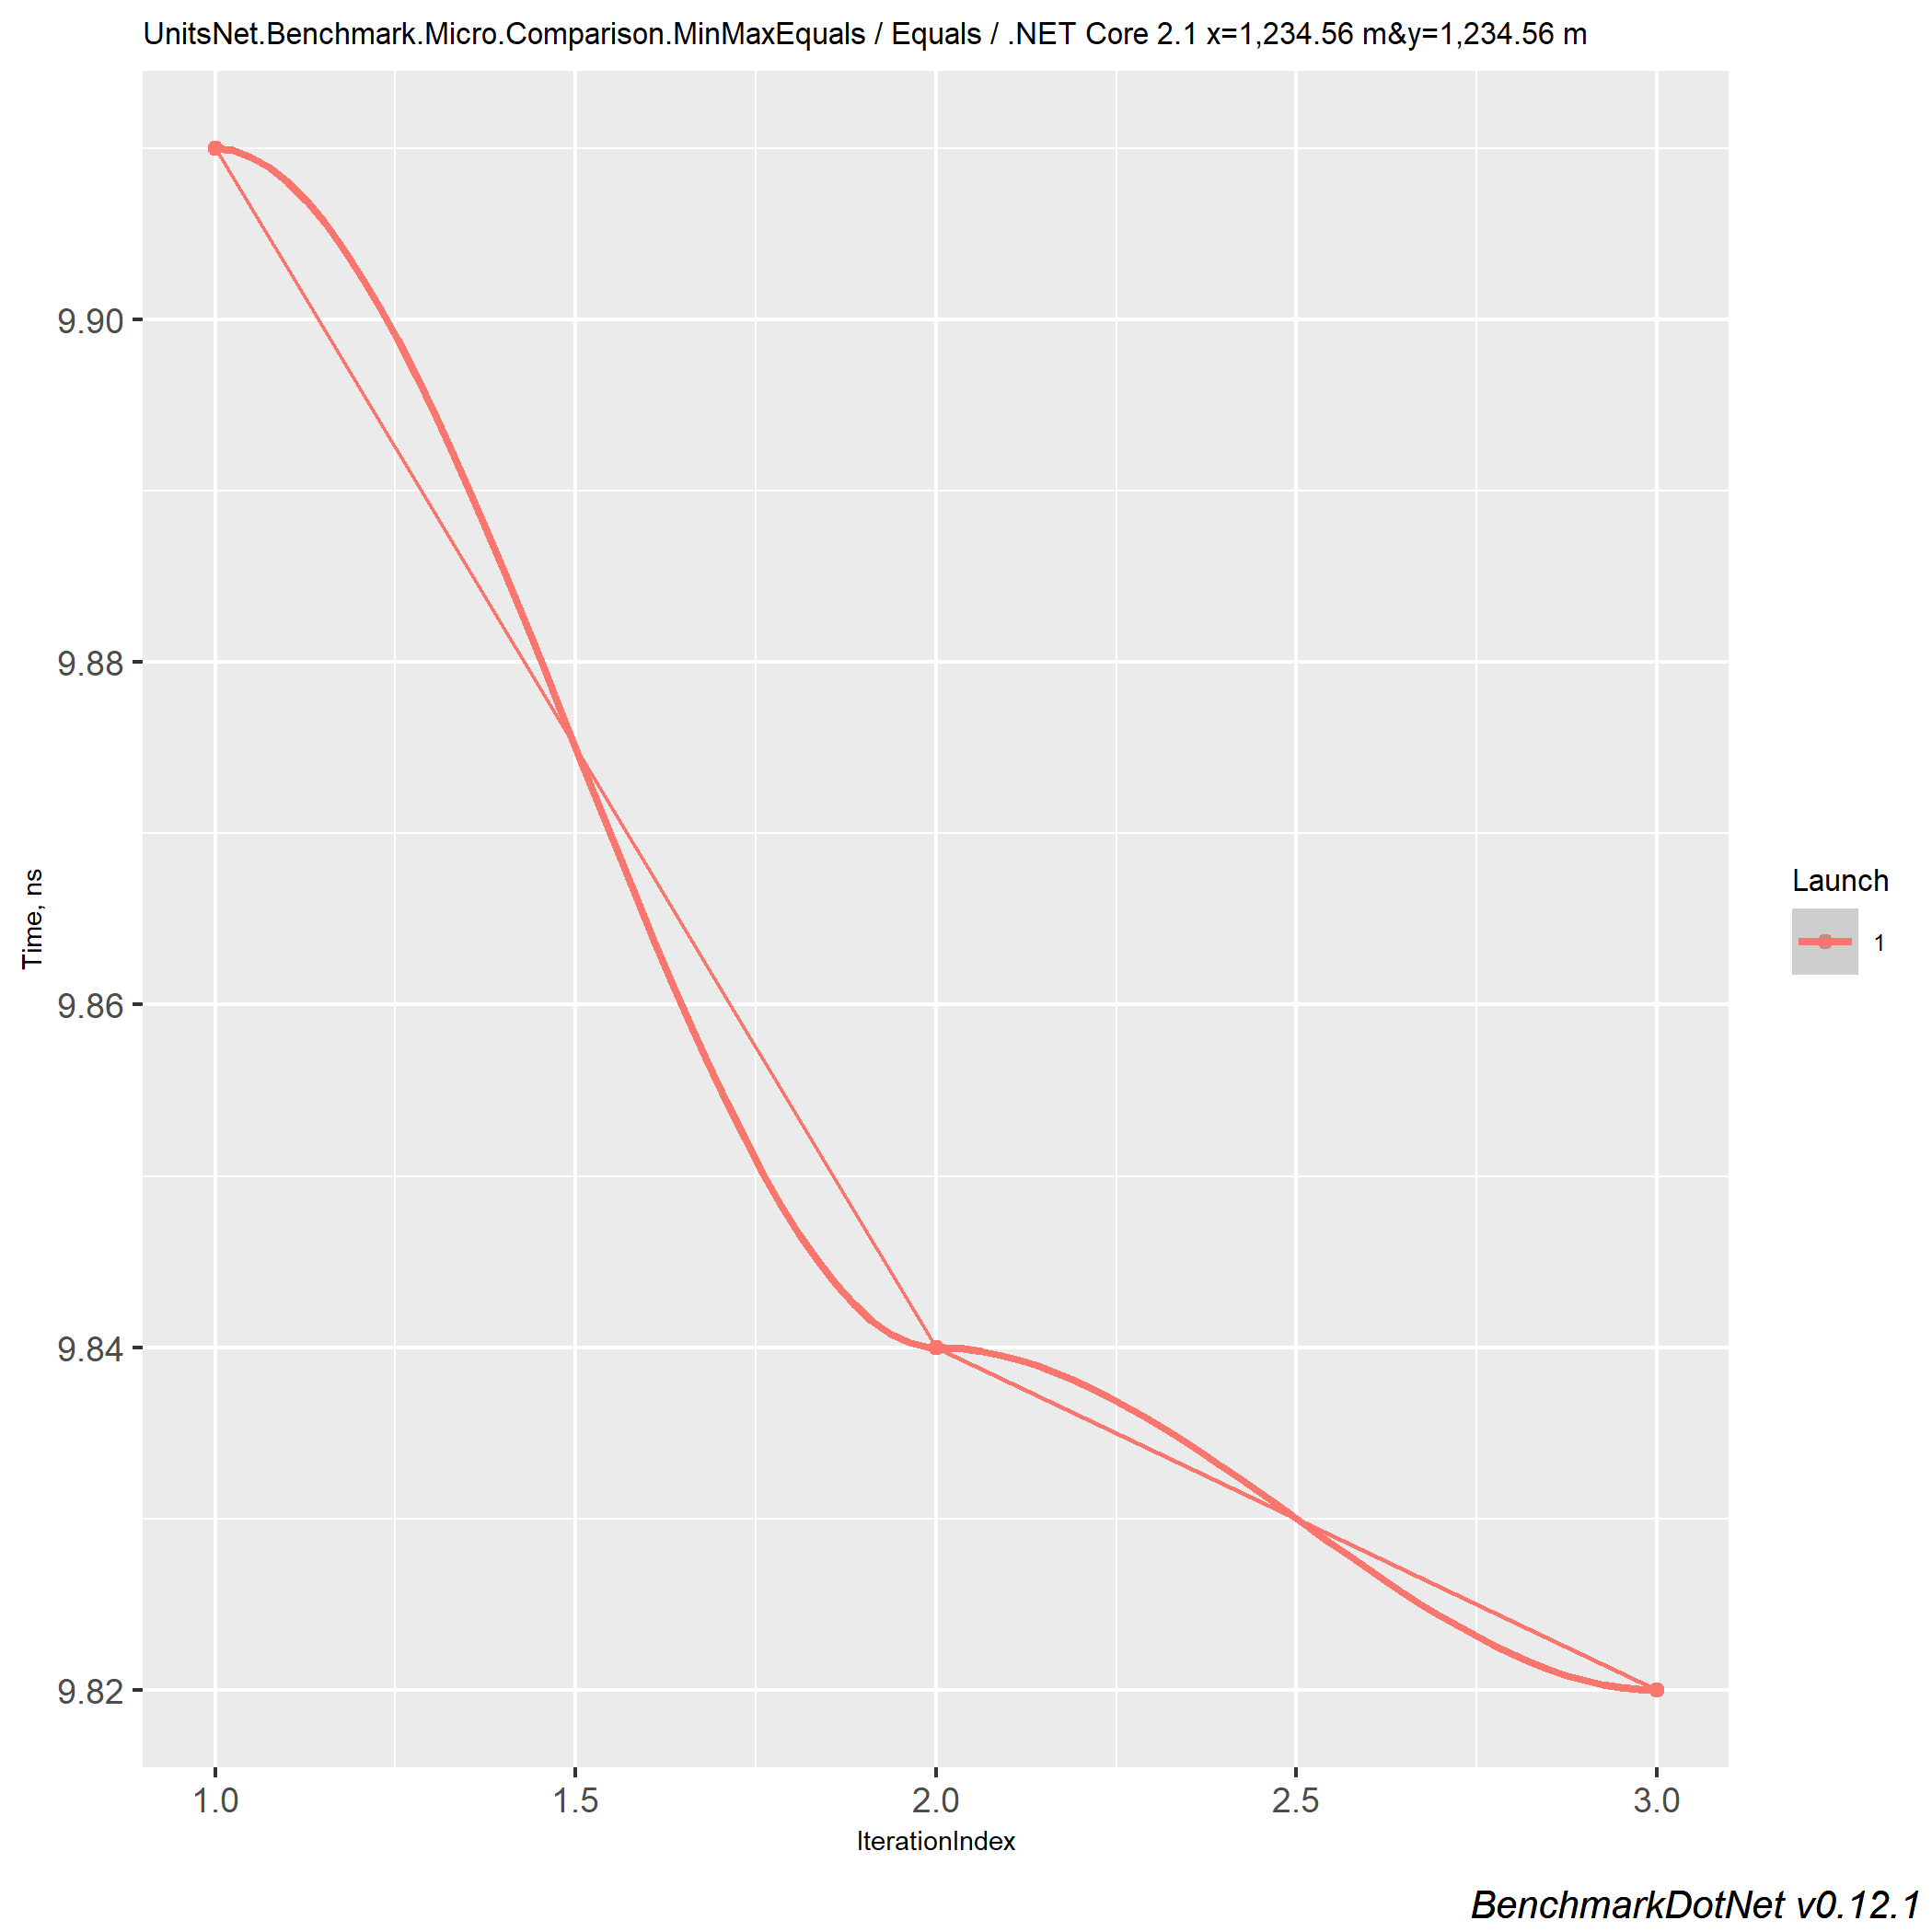 UnitsNet.Benchmark.Micro.Comparison.MinMaxEquals / Equals / .NET Core 2.1 x=1,234.56 m&y=1,234.56 m
9.90
9.88
9.86
9.84
9.82
Time, ns
1.0 1.5 2.0 2.5 3.0
IterationIndex
Launch
1
BenchmarkDotNet v0.12.1